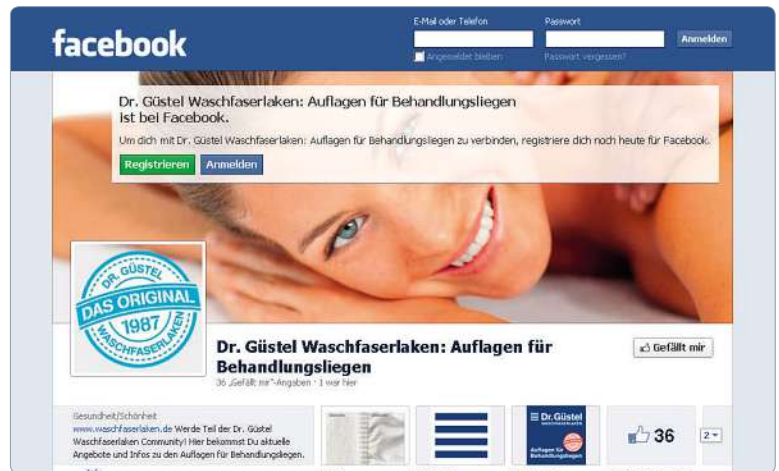 facebook
E-Mail oder Telefon
Passwort
Anmelden
Angemeldet bleiben
Passwort vergessen?
Dr. Güstel Waschfaserlaken: Auflagen für Behandlungsliegen
ist bei Facebook.
Um dich mit Dr. Güstel Waschfaserlaken: Auflagen für Behandlungsliegen zu verbinden, registriere dich noch heute für Facebook.
Registrieren
Anmelden
DR. GÜSTEL
DAS ORIGINAL
1987
WASCHFASERLAKEN
Dr. Güstel Waschfaserlaken: Auflagen für
Behandlungsliegen
36 „Gefällt mir“-Angaben · 1 war hier
Gefällt mir
Gesundheit/Schönheit
www.waschfaserlaken.de Werde Teil der Dr. Güstel
Waschfaserlaken Community! Hier bekommst Du aktuelle
Angebote und Infos zu den Auflagen für Behandlungsliegen.
Dr. Güstel
Auflagen für
Behandlungsliegen
36
2